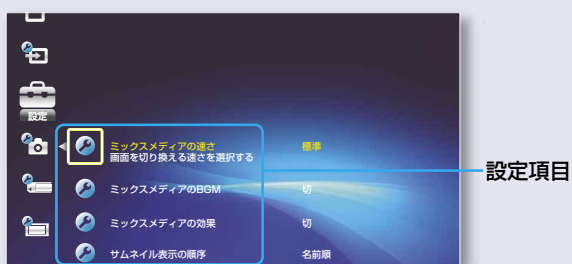 設定
ミックスメディアの速さ 標準
画面を切り換える速さを選択する
設定項目
ミックスメディアのBGM 切
ミックスメディアの効果 切
サムネイル表示の順序 名前順